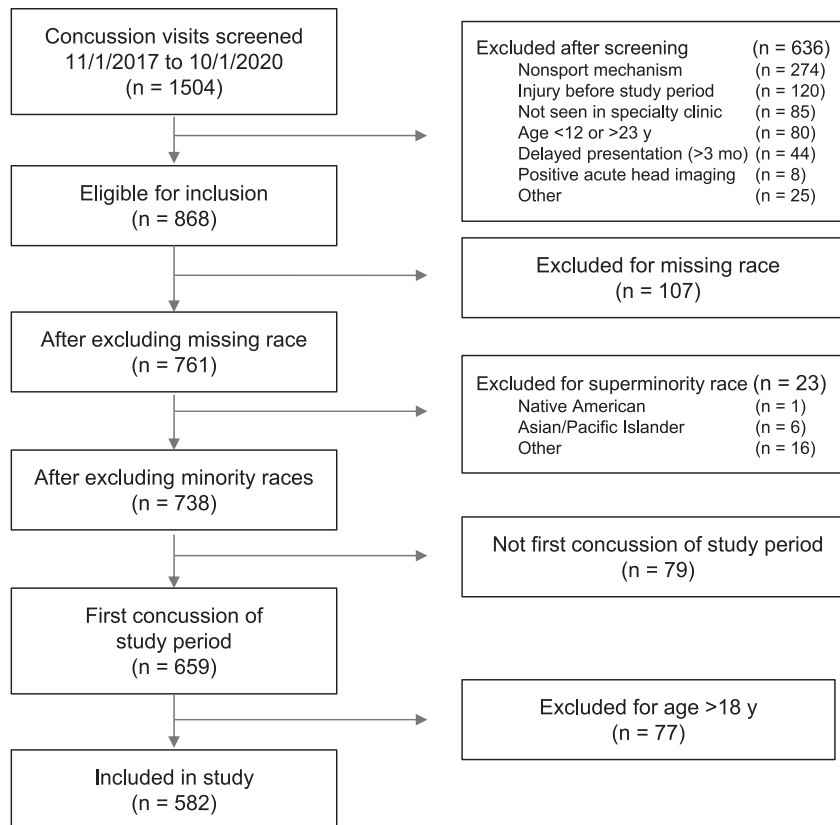 Concussion visits screened
11/1/2017 to 10/1/2020
(n = 1504)
Excluded after screening (n = 636)
Nonsport mechanism (n = 274)
Injury before study period (n = 120)
Not seen in specialty clinic (n = 85)
Age <12 or >23 y (n = 80)
Delayed presentation (>3 mo) (n = 44)
Positive acute head imaging (n = 8)
Other (n = 25)
Eligible for inclusion
(n = 868)
Excluded for missing race
(n = 107)
After excluding missing race
(n = 761)
Excluded for superminority race (n = 23)
Native American (n = 1)
Asian/Pacific Islander (n = 6)
Other (n = 16)
After excluding minority races
(n = 738)
Not first concussion of study period
(n = 79)
First concussion of
study period
(n = 659)
Excluded for age >18 y
(n = 77)
Included in study
(n = 582)